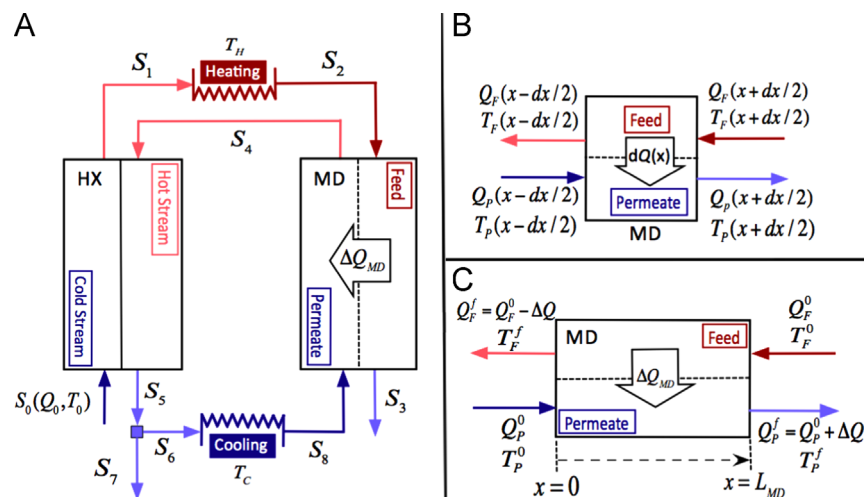 A
T_H
S_1
Heating
S_2
S_4
HX
Hot Stream
Cold Stream
MD
Feed
ΔQ_MD
Permeate
S_0(Q_0,T_0)
S_5
S_3
S_6
Cooling
S_8
S_7
T_C
B
Q_F(x−dx/2)
T_F(x−dx/2)
Q_F(x+dx/2)
T_F(x+dx/2)
Feed
dQ(x)
Permeate
Q_P(x−dx/2)
T_P(x−dx/2)
Q_P(x+dx/2)
T_P(x+dx/2)
MD
C
Q_F^f = Q_F^0 − ΔQ
T_F^f
MD
Feed
Q_F^0
T_F^0
ΔQ_MD
Permeate
Q_P^0
T_P^0
Q_P^f = Q_P^0 + ΔQ
T_P^f
x=0
x=L_MD